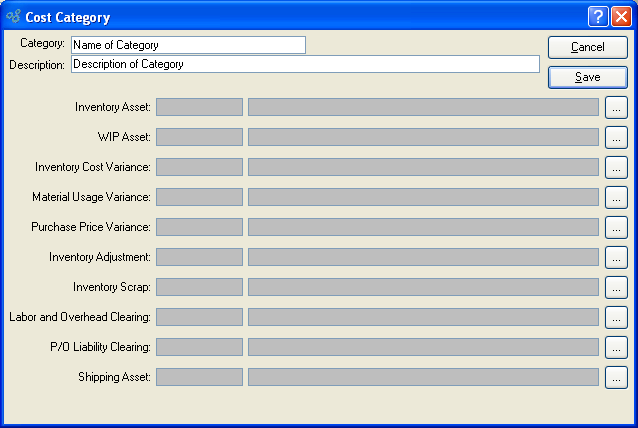 Cost Category
Category: Name of Category
Cancel
Description: Description of Category
Save
Inventory Asset: ...
WIP Asset: ...
Inventory Cost Variance: ...
Material Usage Variance: ...
Purchase Price Variance: ...
Inventory Adjustment: ...
Inventory Scrap: ...
Labor and Overhead Clearing: ...
P/O Liability Clearing: ...
Shipping Asset: ...